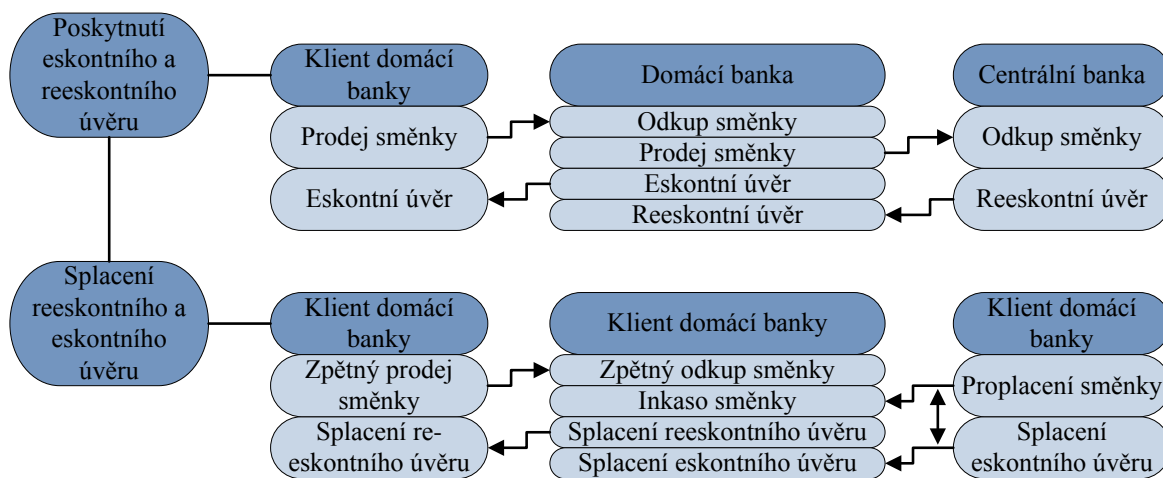 Poskytnutí
eskontního a
reeskontního
úvěru
Klient domácí
banky
Domácí banka
Centrální banka
Prodej směnky
Odkup směnky
Prodej směnky
Odkup směnky
Eskontní úvěr
Eskontní úvěr
Reeskontní úvěr
Reeskontní úvěr
Splacení
reeskontního a
eskontního
úvěru
Klient domácí
banky
Klient domácí banky
Klient domácí
banky
Zpětný prodej
směnky
Zpětný odkup směnky
Inkaso směnky
Proplacení směnky
Splacení re-
eskontního úvěru
Splacení reeskontního úvěru
Splacení eskontního úvěru
Splacení
eskontního úvěru